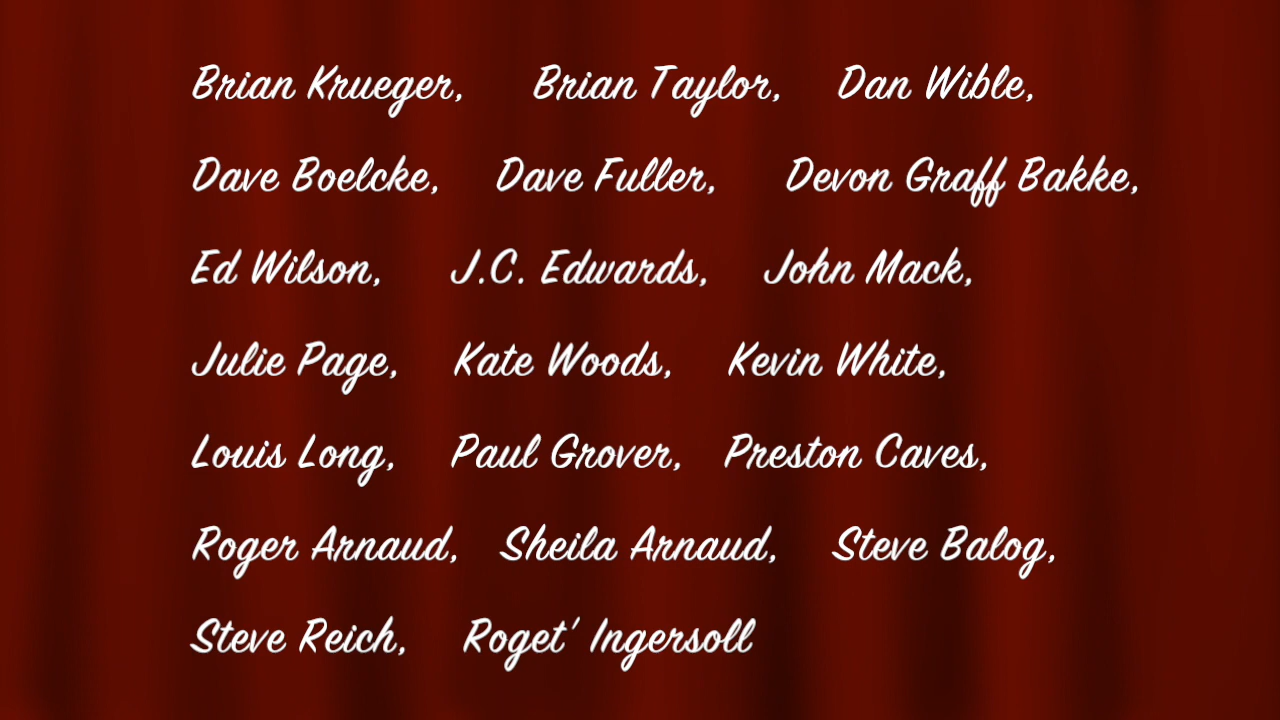 Brian Krueger, Brian Taylor, Dan Wible,
Dave Boelcke, Dave Fuller, Devon Graff Bakke,
Ed Wilson, J.C. Edwards, John Mack,
Julie Page, Kate Woods, Kevin White,
Louis Long, Paul Grover, Preston Caves,
Roger Arnaud, Sheila Arnaud, Steve Balog,
Steve Reich, Roget' Ingersoll